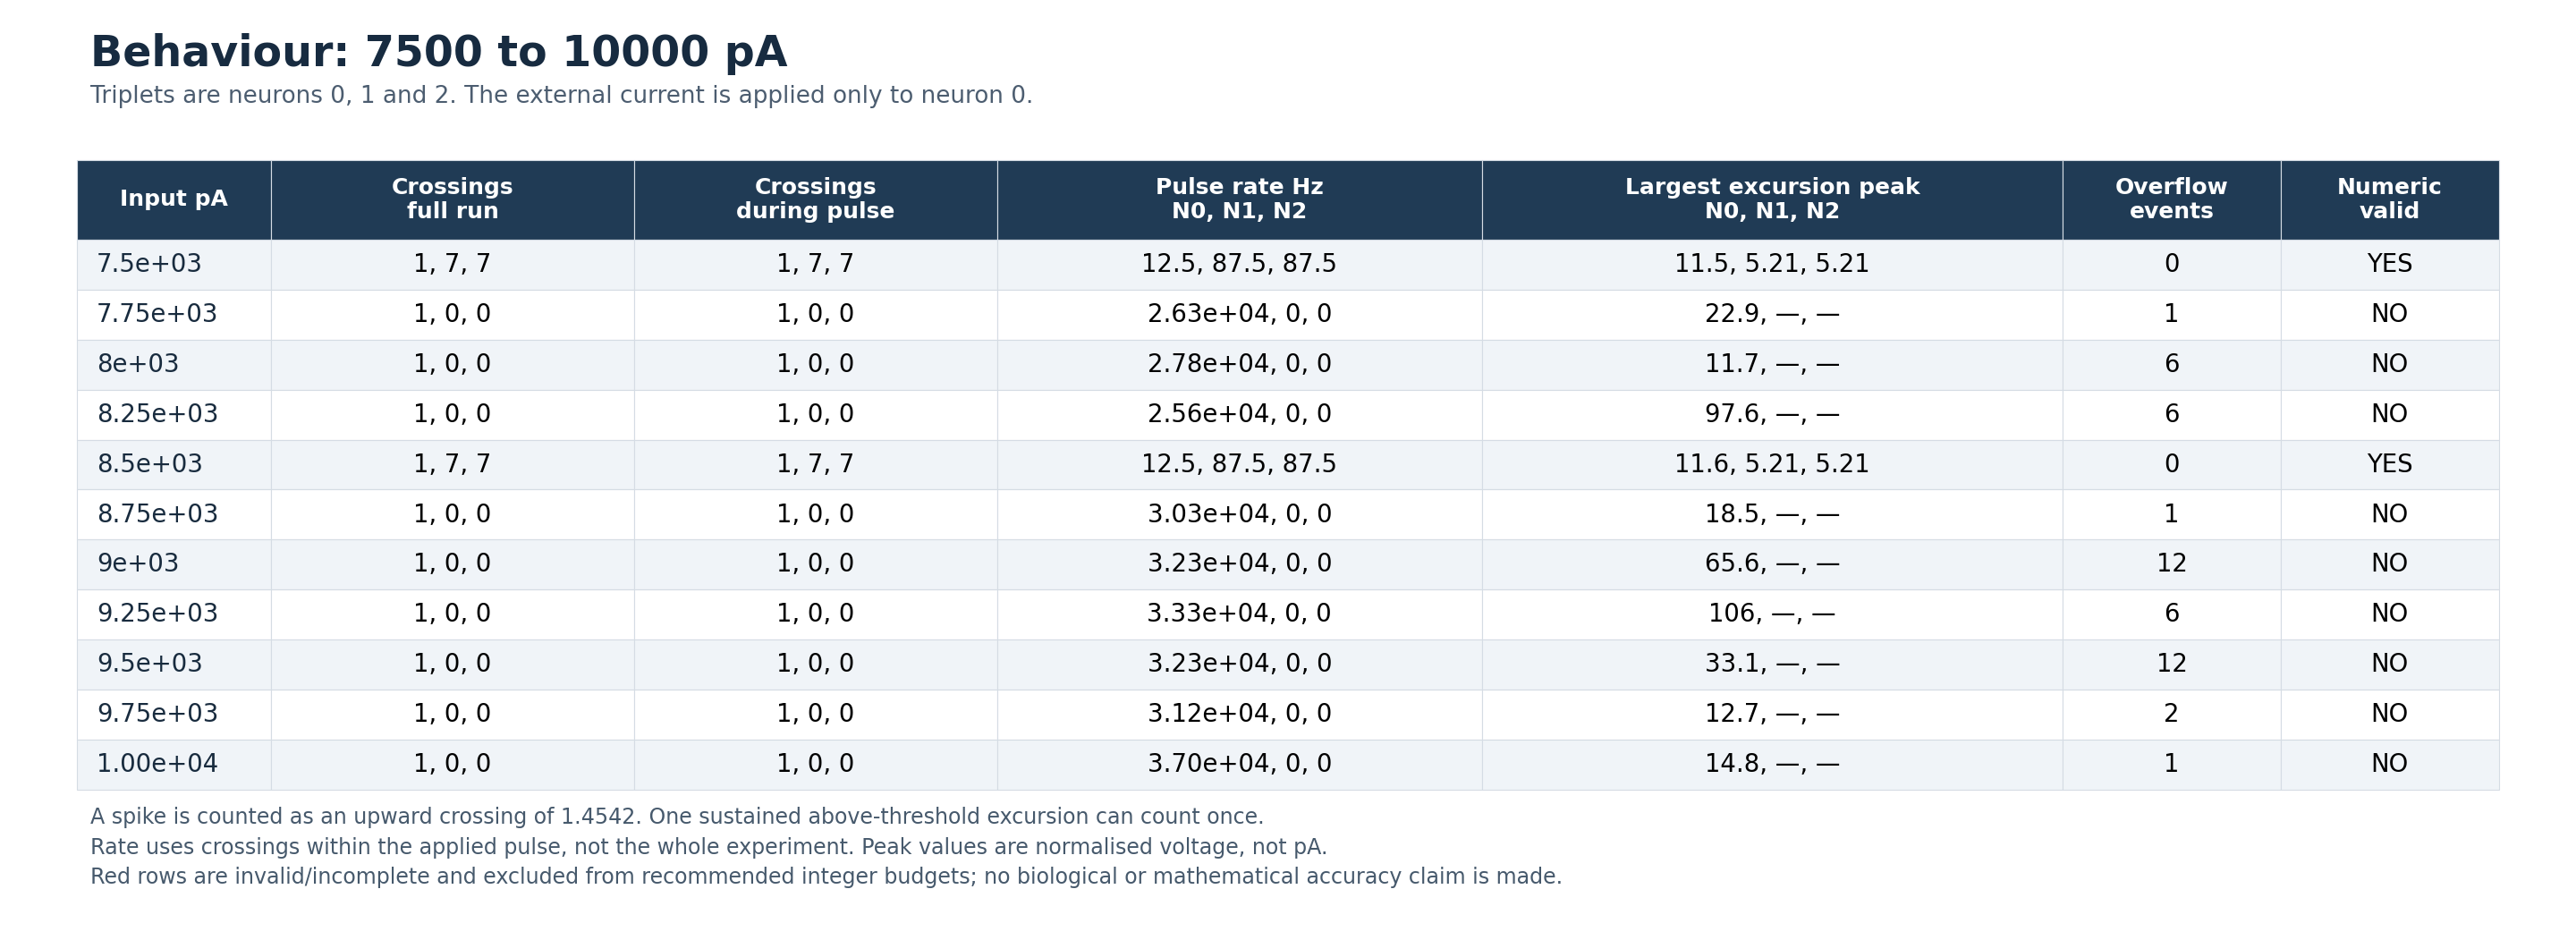 Behaviour: 7500 to 10000 pA
Triplets are neurons 0, 1 and 2. The external current is applied only to neuron 0.
Input pA | Crossings full run | Crossings during pulse | Pulse rate Hz N0, N1, N2 | Largest excursion peak N0, N1, N2 | Overflow events | Numeric valid
7.5e+03 | 1, 7, 7 | 1, 7, 7 | 12.5, 87.5, 87.5 | 11.5, 5.21, 5.21 | 0 | YES
7.75e+03 | 1, 0, 0 | 1, 0, 0 | 2.63e+04, 0, 0 | 22.9, —, — | 1 | NO
8e+03 | 1, 0, 0 | 1, 0, 0 | 2.78e+04, 0, 0 | 11.7, —, — | 6 | NO
8.25e+03 | 1, 0, 0 | 1, 0, 0 | 2.56e+04, 0, 0 | 97.6, —, — | 6 | NO
8.5e+03 | 1, 7, 7 | 1, 7, 7 | 12.5, 87.5, 87.5 | 11.6, 5.21, 5.21 | 0 | YES
8.75e+03 | 1, 0, 0 | 1, 0, 0 | 3.03e+04, 0, 0 | 18.5, —, — | 1 | NO
9e+03 | 1, 0, 0 | 1, 0, 0 | 3.23e+04, 0, 0 | 65.6, —, — | 12 | NO
9.25e+03 | 1, 0, 0 | 1, 0, 0 | 3.33e+04, 0, 0 | 106, —, — | 6 | NO
9.5e+03 | 1, 0, 0 | 1, 0, 0 | 3.23e+04, 0, 0 | 33.1, —, — | 12 | NO
9.75e+03 | 1, 0, 0 | 1, 0, 0 | 3.12e+04, 0, 0 | 12.7, —, — | 2 | NO
1.00e+04 | 1, 0, 0 | 1, 0, 0 | 3.70e+04, 0, 0 | 14.8, —, — | 1 | NO
A spike is counted as an upward crossing of 1.4542. One sustained above-threshold excursion can count once.
Rate uses crossings within the applied pulse, not the whole experiment. Peak values are normalised voltage, not pA.
Red rows are invalid/incomplete and excluded from recommended integer budgets; no biological or mathematical accuracy claim is made.